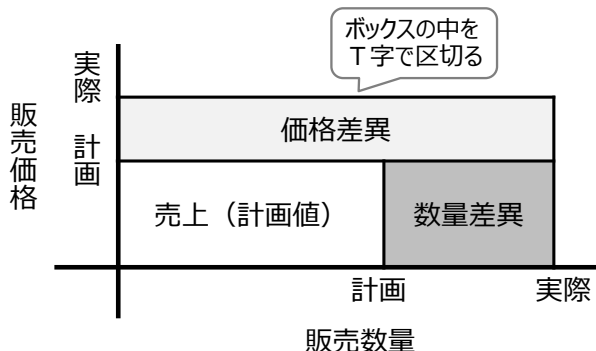 ボックスの中を
T字で区切る
販売価格
実際
計画
価格差異
売上（計画値）
数量差異
計画
実際
販売数量